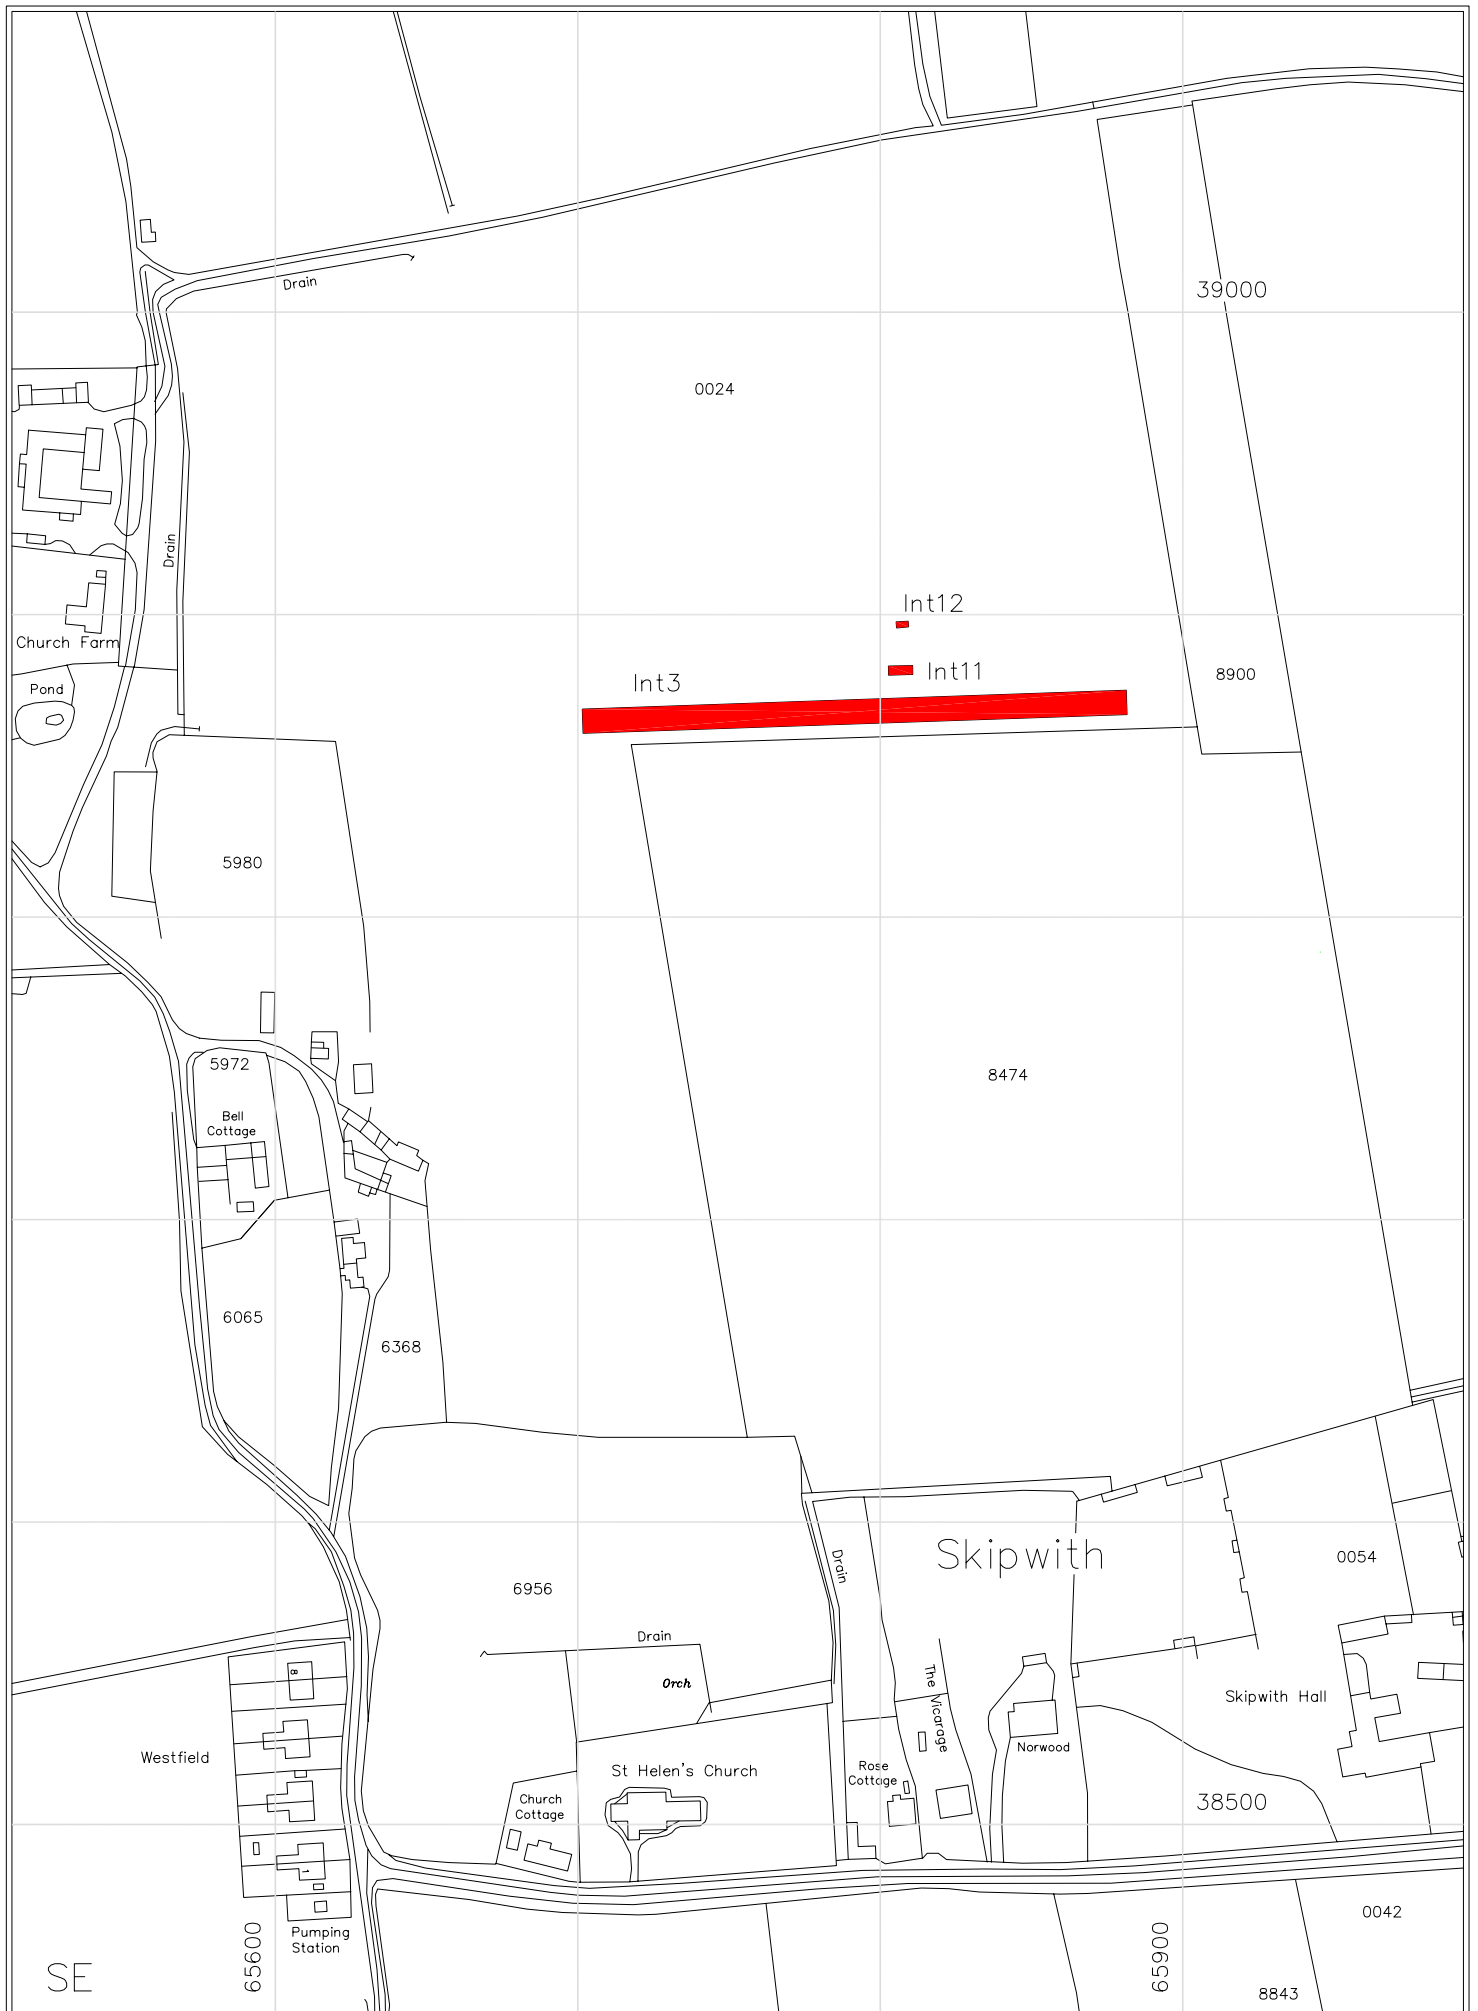 Drain
39000
0024
Drain
Int12
Church Farm
Int11
8900
Int3
Pond
5980
5972
8474
Bell
Cottage
6065
6368
Skipwith
Drain
0054
6956
Drain
Orch
The Vicarage
8
Skipwith Hall
Norwood
Westfield
St Helen's Church
Rose
Cottage
Church
Cottage
38500
1
0042
65600
Pumping
Station
65900
SE
8843